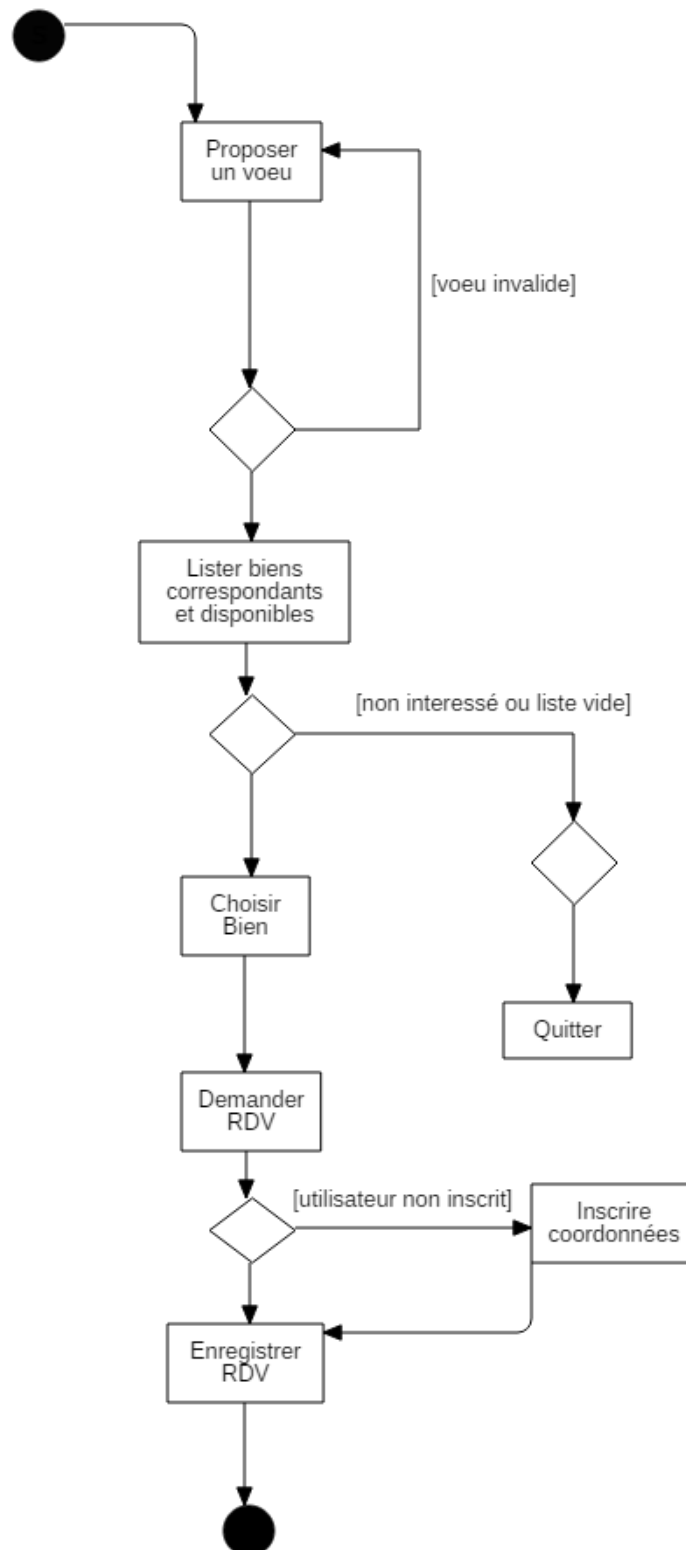 Proposer
un voeu
[voeu invalide]
Lister biens
correspondants
et disponibles
[non interessé ou liste vide]
Choisir
Bien
Quitter
Demander
RDV
[utilisateur non inscrit]
Inscrire
coordonnées
Enregistrer
RDV